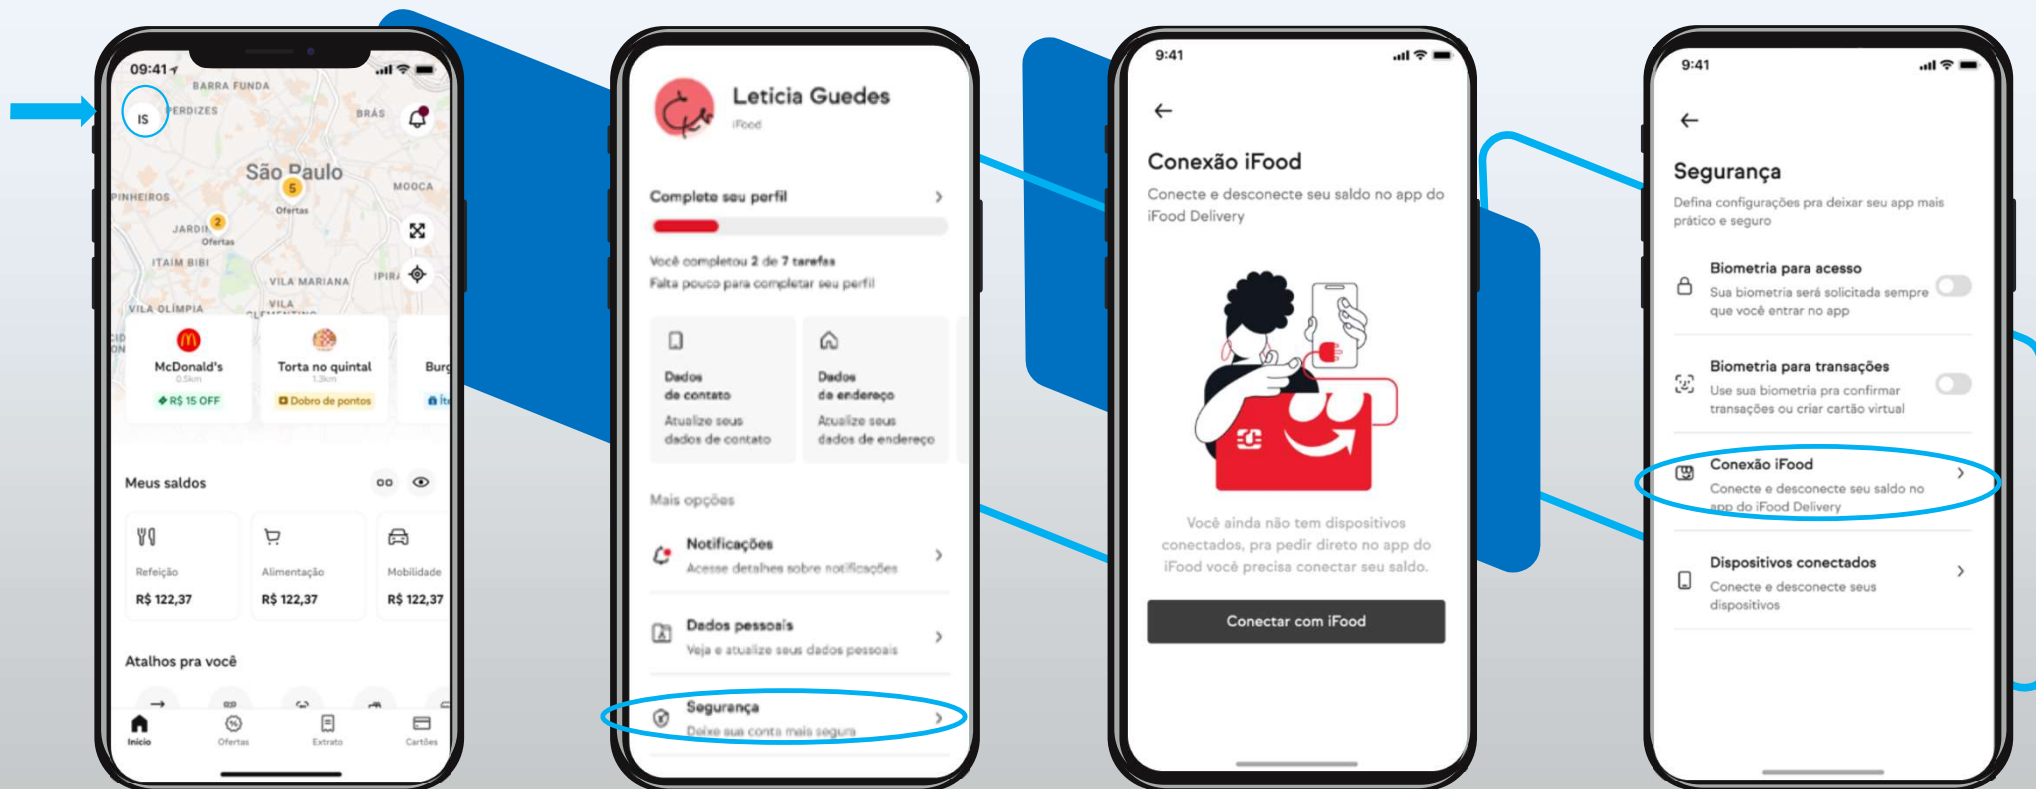 09:41
BARRA FUNDA
IS
PERDIZES
BRÁS
São Paulo
5
Ofertas
MOOCA
PINHEIROS
2
JARDI
Ofertas
ITAIM BIBI
VILA MARIANA
IPIR
VILA OLÍMPIA
VILA
CLEMENTINO
McDonald's
0.5km
R$ 15 OFF
Torta no quintal
1.3km
Dobro de pontos
Burg
Íte
Meus saldos
Refeição
R$ 122,37
Alimentação
R$ 122,37
Mobilidade
R$ 122,37
Atalhos pra você
Início
Ofertas
Extrato
Cartões
Leticia Guedes
iFood
Complete seu perfil
Você completou 2 de 7 tarefas
Falta pouco para completar seu perfil
Dados
de contato
Atualize seus
dados de contato
Dados
de endereço
Atualize seus
dados de endereço
Mais opções
Notificações
Acesse detalhes sobre notificações
Dados pessoais
Veja e atualize seus dados pessoais
Segurança
Deixe sua conta mais segura
9:41
Conexão iFood
Conecte e desconecte seu saldo no app do
iFood Delivery
Você ainda não tem dispositivos
conectados, pra pedir direto no app do
iFood você precisa conectar seu saldo.
Conectar com iFood
9:41
Segurança
Defina configurações pra deixar seu app mais
prático e seguro
Biometria para acesso
Sua biometria será solicitada sempre
que você entrar no app
Biometria para transações
Use sua biometria pra confirmar
transações ou criar cartão virtual
Conexão iFood
Conecte e desconecte seu saldo no
app do iFood Delivery
Dispositivos conectados
Conecte e desconecte seus
dispositivos